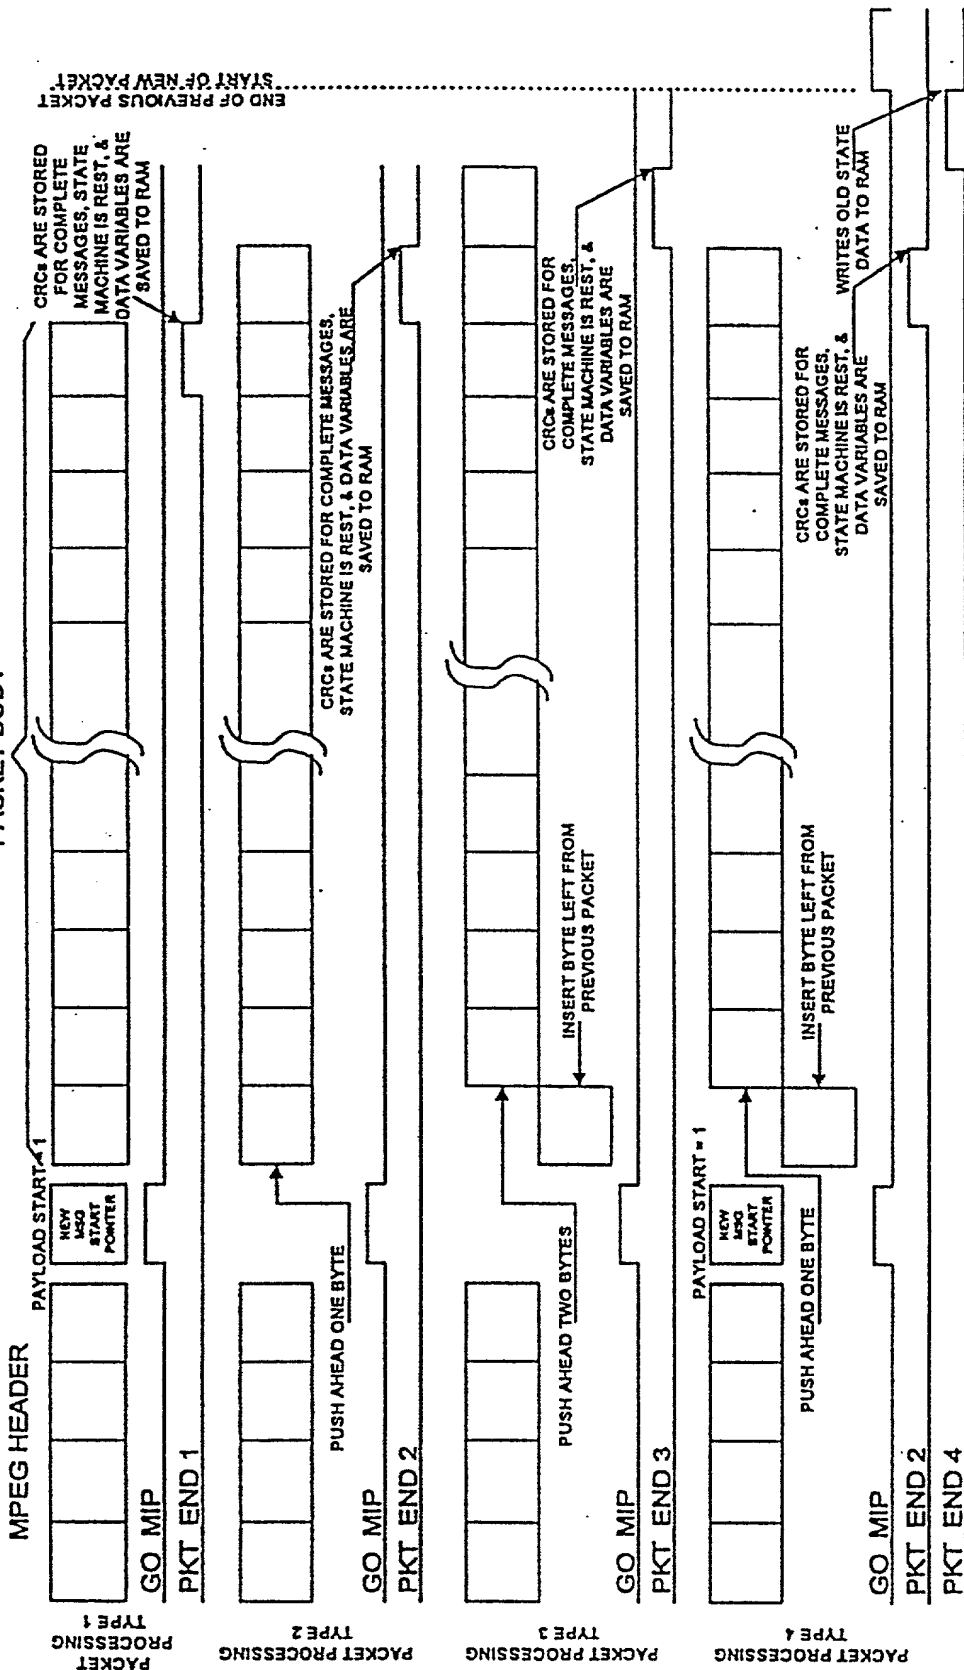 MPEG HEADER
PACKET BODY
PACKET
PROCESSING
TYPE 1
PAYLOAD START = 1
NEW
MSG
START
POINTER
CRCs ARE STORED
FOR COMPLETE
MESSAGES, STATE
MACHINE IS REST, &
DATA VARIABLES ARE
SAVED TO RAM
END OF PREVIOUS PACKET
START OF NEW PACKET
GO MIP
PKT END 1
PACKET PROCESSING
TYPE 2
PUSH AHEAD ONE BYTE
CRCs ARE STORED FOR COMPLETE MESSAGES,
STATE MACHINE IS REST, & DATA VARIABLES ARE
SAVED TO RAM
GO MIP
PKT END 2
PACKET PROCESSING
TYPE 3
PUSH AHEAD TWO BYTES
INSERT BYTE LEFT FROM
PREVIOUS PACKET
CRCs ARE STORED FOR
COMPLETE MESSAGES,
STATE MACHINE IS REST, &
DATA VARIABLES ARE
SAVED TO RAM
GO MIP
PKT END 3
PACKET PROCESSING
TYPE 4
PAYLOAD START = 1
NEW
MSG
START
POINTER
PUSH AHEAD ONE BYTE
INSERT BYTE LEFT FROM
PREVIOUS PACKET
CRCs ARE STORED FOR
COMPLETE MESSAGES,
STATE MACHINE IS REST, &
DATA VARIABLES ARE
SAVED TO RAM
WRITES OLD STATE
DATA TO RAM
GO MIP
PKT END 2
PKT END 4